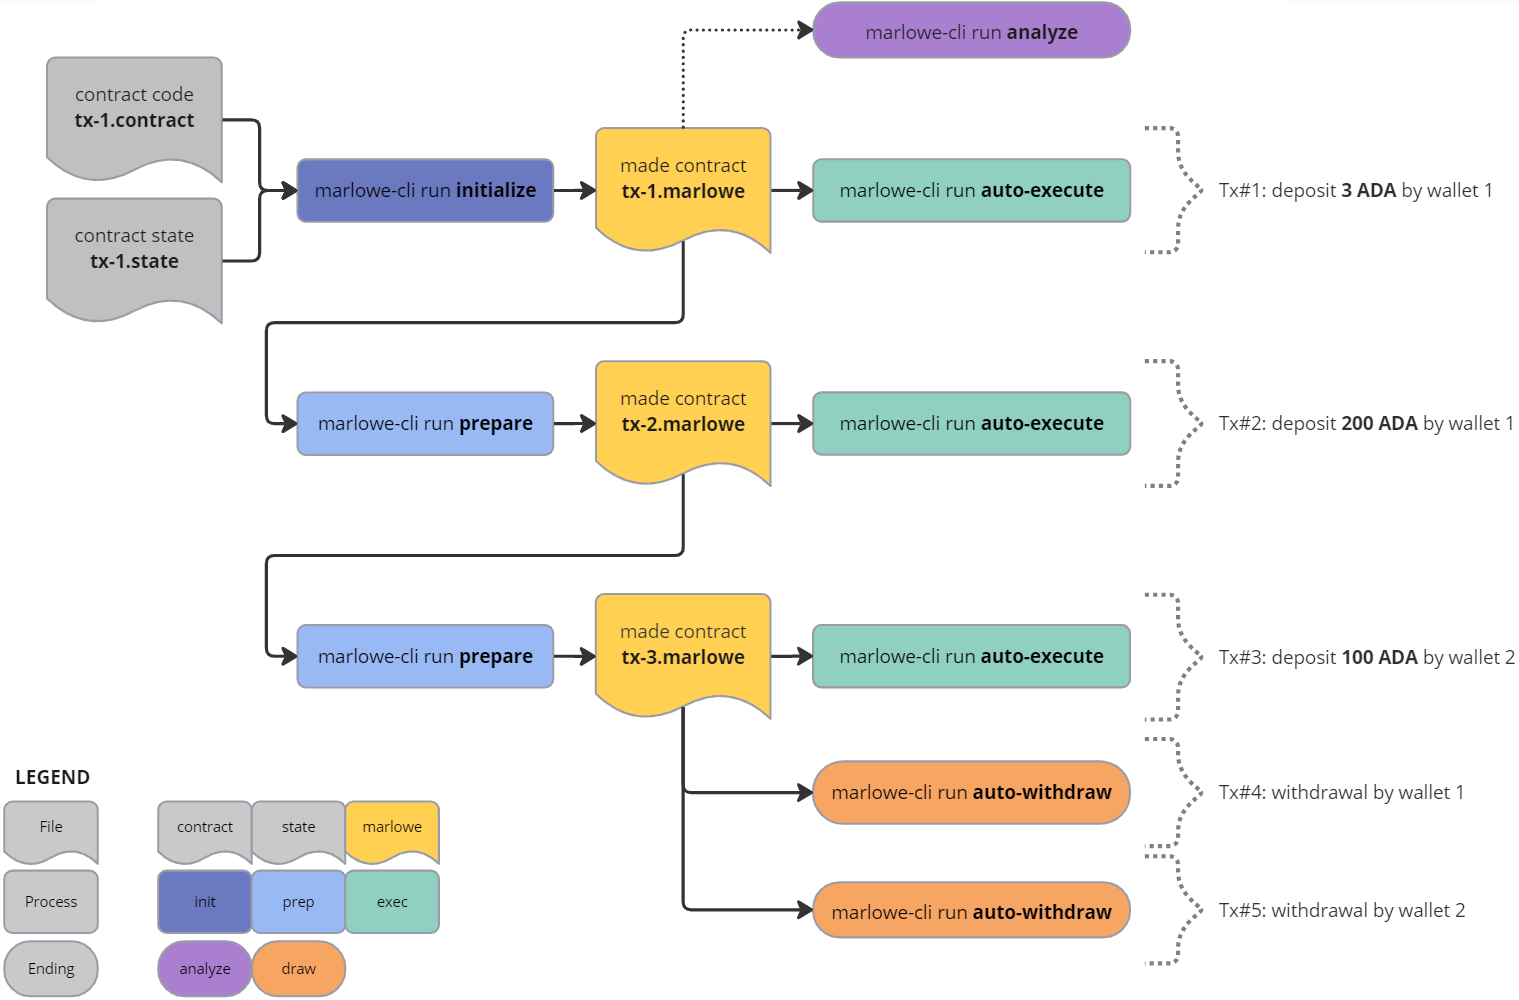 marlowe-cli run analyze
contract code
tx-1.contract
contract state
tx-1.state
marlowe-cli run initialize
made contract
tx-1.marlowe
marlowe-cli run auto-execute
Tx#1: deposit 3 ADA by wallet 1
marlowe-cli run prepare
made contract
tx-2.marlowe
marlowe-cli run auto-execute
Tx#2: deposit 200 ADA by wallet 1
marlowe-cli run prepare
made contract
tx-3.marlowe
marlowe-cli run auto-execute
Tx#3: deposit 100 ADA by wallet 2
marlowe-cli run auto-withdraw
Tx#4: withdrawal by wallet 1
marlowe-cli run auto-withdraw
Tx#5: withdrawal by wallet 2
LEGEND
File
contract
state
marlowe
Process
init
prep
exec
Ending
analyze
draw